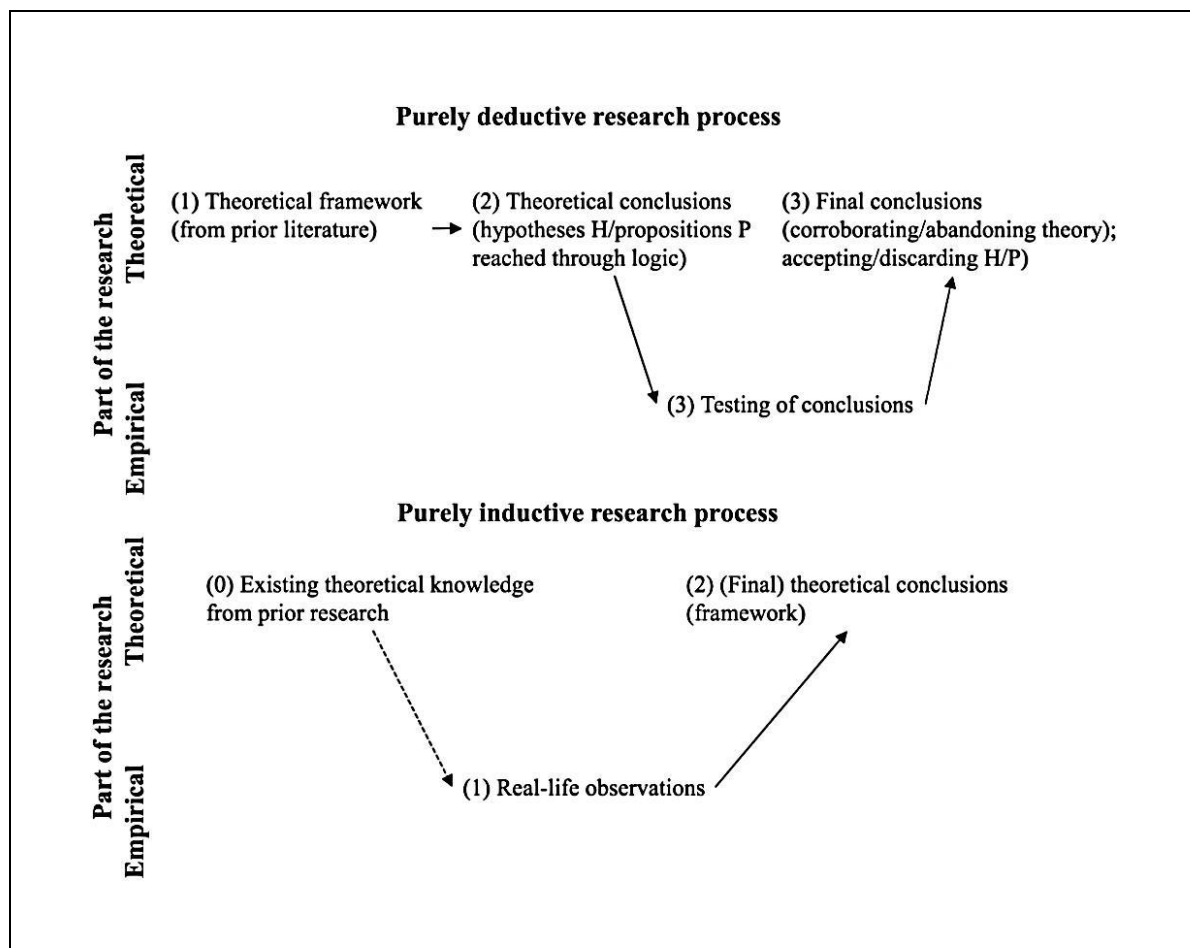 Purely deductive research process
Part of the research
Theoretical
Empirical
(1) Theoretical framework
(from prior literature)
(2) Theoretical conclusions
(hypotheses H/propositions P
reached through logic)
(3) Final conclusions
(corroborating/abandoning theory);
accepting/discarding H/P)
(3) Testing of conclusions
Purely inductive research process
Part of the research
Theoretical
Empirical
(0) Existing theoretical knowledge
from prior research
(2) (Final) theoretical conclusions
(framework)
(1) Real-life observations